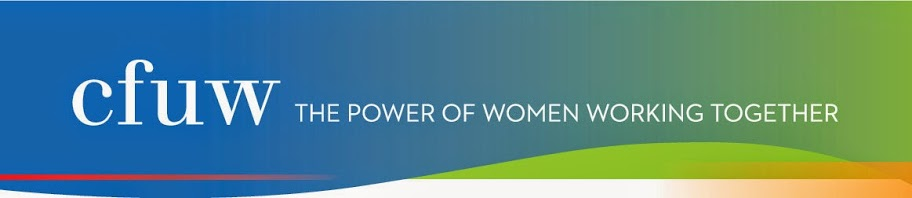 cfuw THE POWER OF WOMEN WORKING TOGETHER